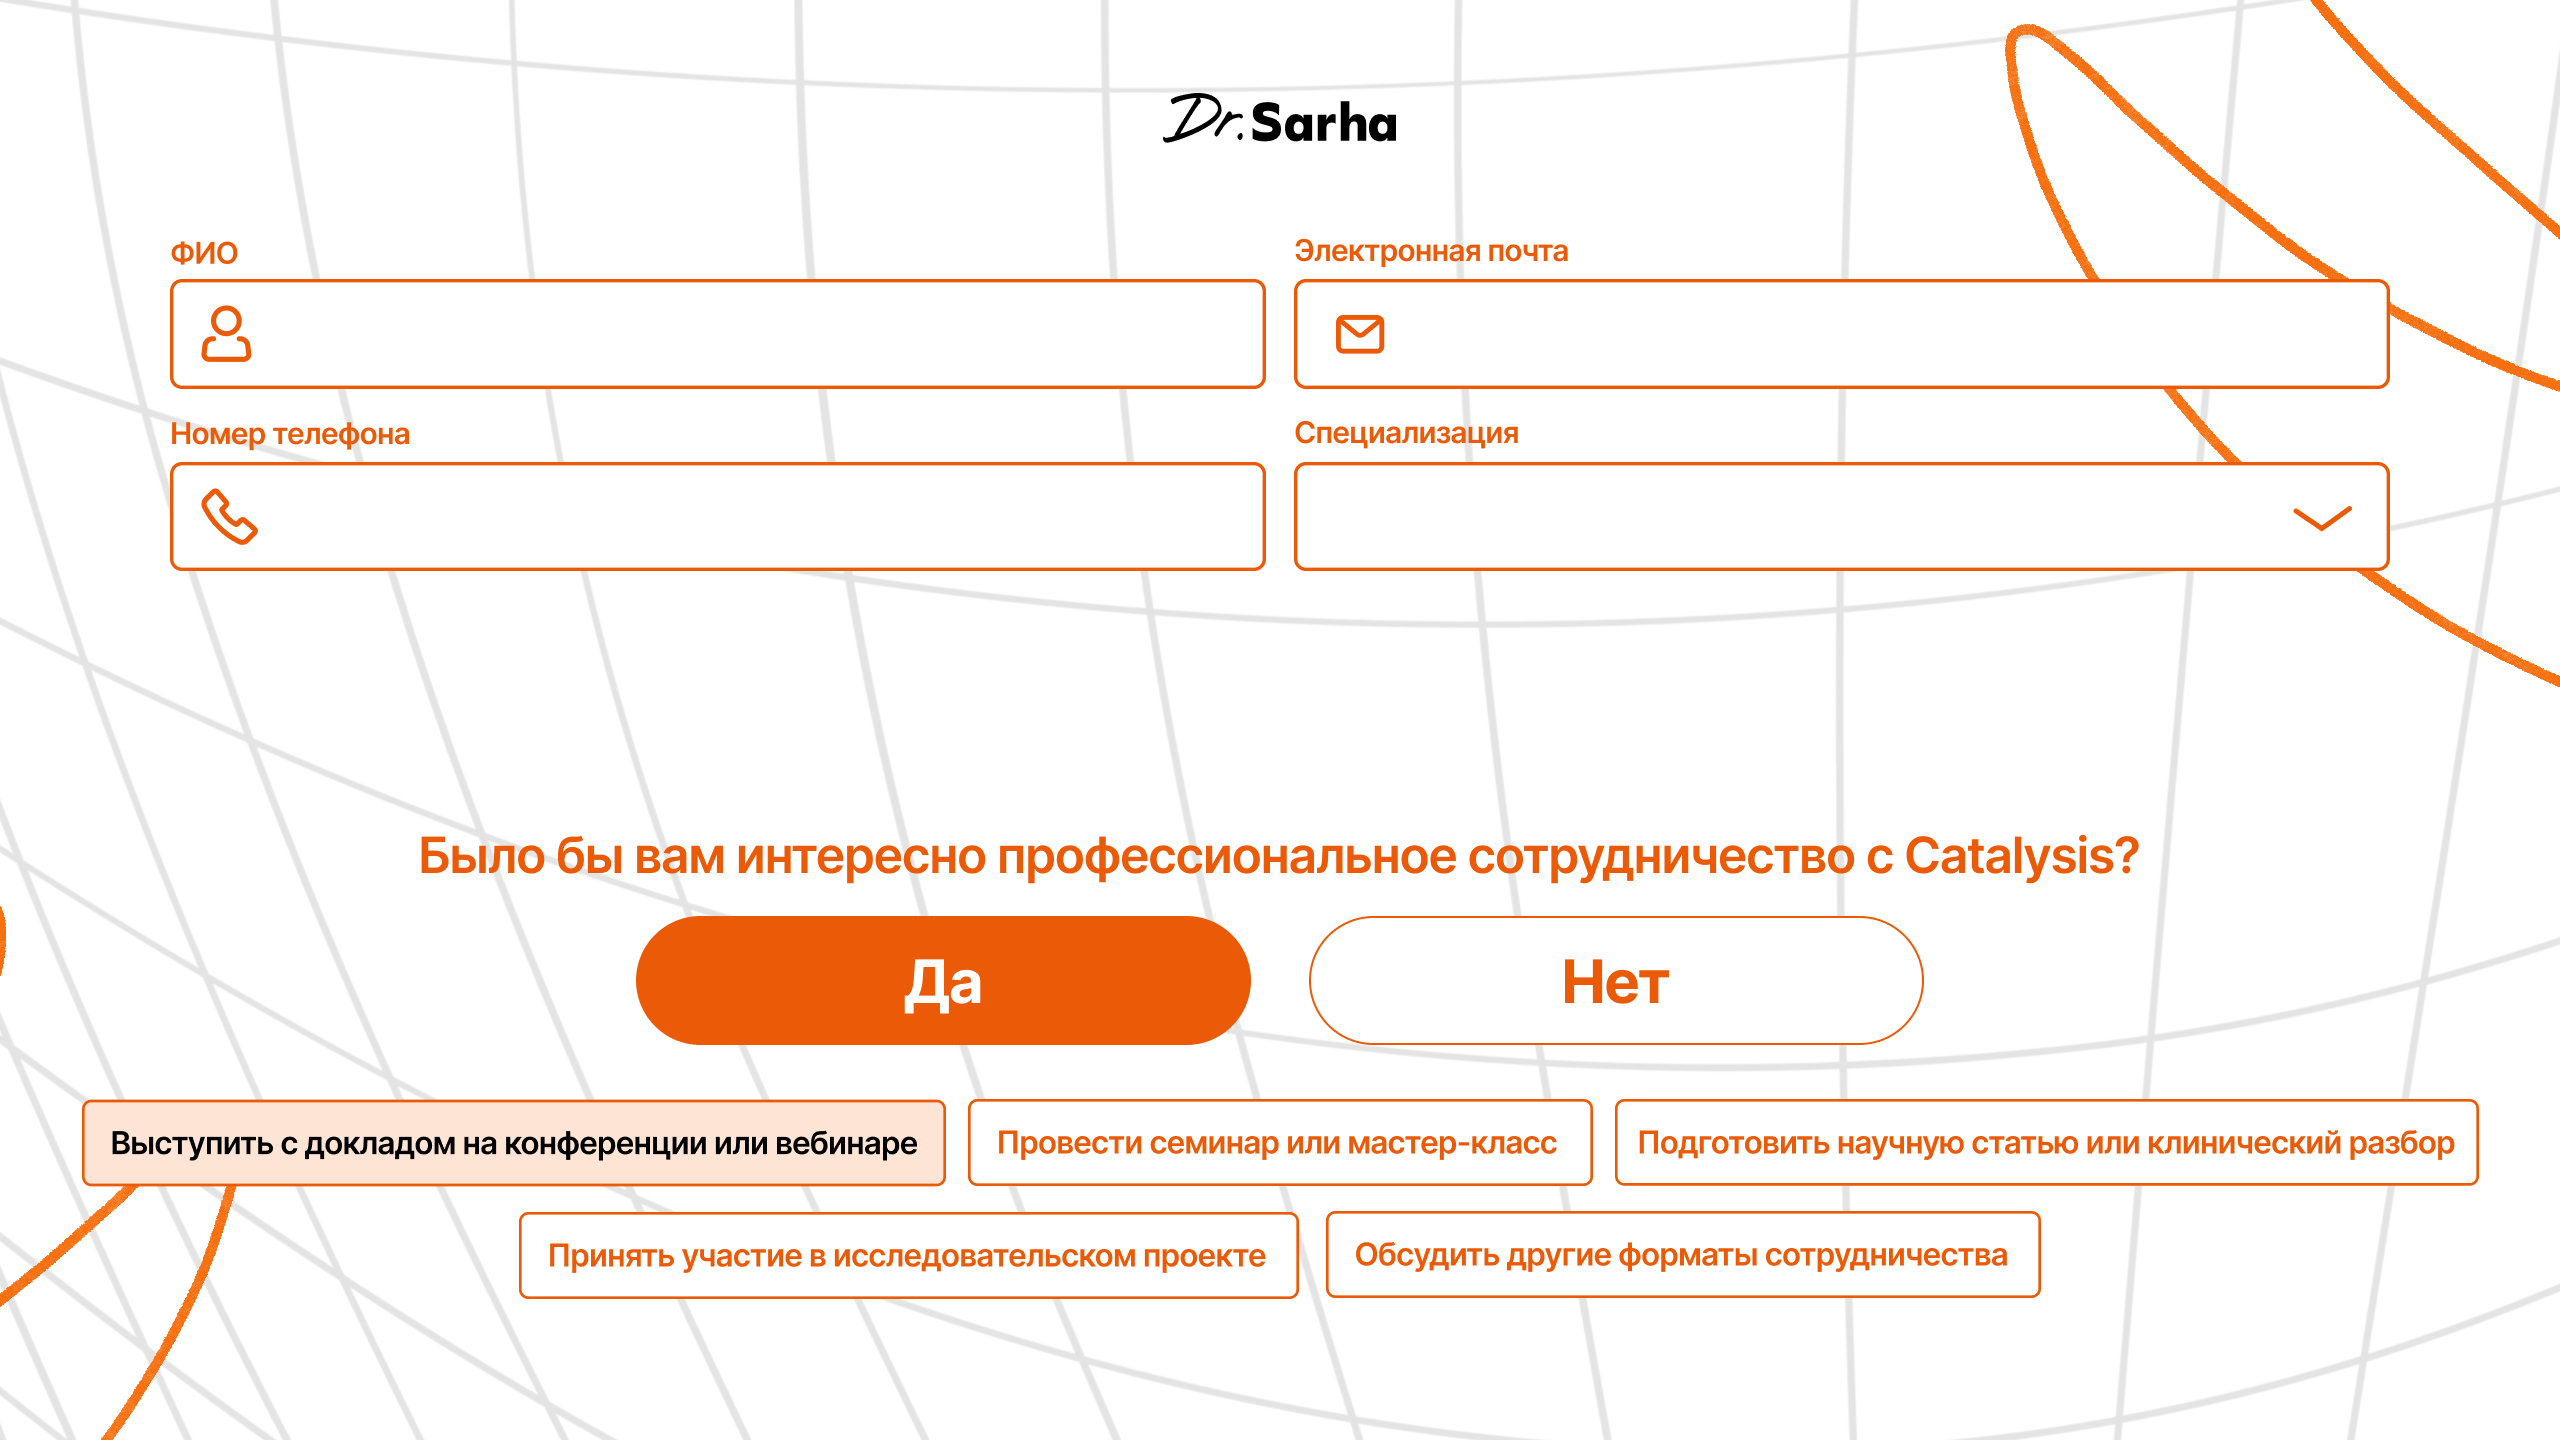 Dr.Sarha
ФИО
Электронная почта
Номер телефона
Специализация
Было бы вам интересно профессиональное сотрудничество с Catalysis?
Да
Нет
Выступить с докладом на конференции или вебинаре
Провести семинар или мастер-класс
Подготовить научную статью или клинический разбор
Принять участие в исследовательском проекте
Обсудить другие форматы сотрудничества